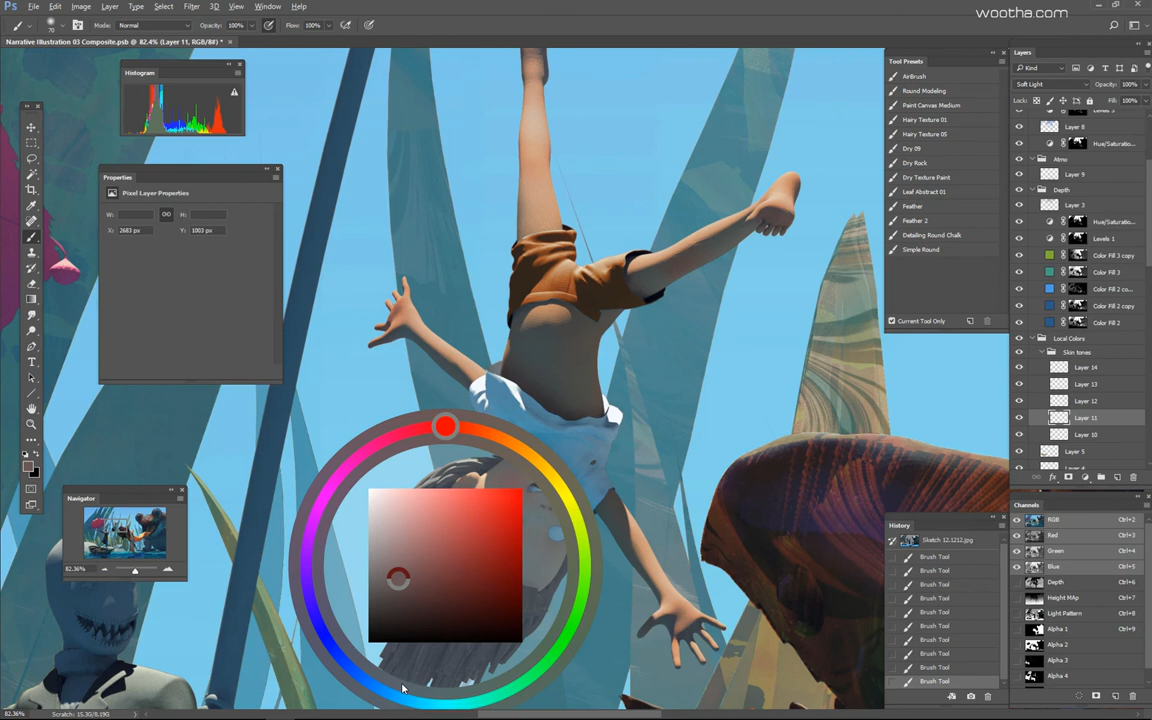 Ps File Edit Image Layer Type Select Filter 3D View Window Help
wootha.com
70 Mode: Normal Opacity: 100% Flow: 100%
Narrative Illustration 03 Composite.psb @ 82.4% (Layer 11, RGB/8#) *
Histogram
Properties
Pixel Layer Properties
W: H:
X: 2683 px Y: 1003 px
Navigator
82.36%
Tool Presets
AirBrush
Round Modeling
Paint Canvas Medium
Hairy Texture 01
Hairy Texture 05
Dry 09
Dry Rock
Dry Texture Paint
Leaf Abstract 01
Feather
Feather 2
Detailing Round Chalk
Simple Round
Current Tool Only
History
Sketch 12.1212.jpg
Brush Tool
Brush Tool
Brush Tool
Brush Tool
Brush Tool
Brush Tool
Brush Tool
Brush Tool
Brush Tool
Brush Tool
Layers
Kind
Soft Light Opacity: 100%
Lock: Fill: 100%
Layer 8
Hue/Saturatio...
Atmo
Layer 9
Depth
Layer 3
Hue/Saturatio...
Levels 1
Color Fill 3 copy
Color Fill 3
Color Fill 2 co...
Color Fill 2 copy
Color Fill 2
Local Colors
Skin tones
Layer 14
Layer 13
Layer 12
Layer 11
Layer 10
Layer 5
Channels
RGB Ctrl+2
Red Ctrl+3
Green Ctrl+4
Blue Ctrl+5
Depth Ctrl+6
Height MAp Ctrl+7
Light Pattern Ctrl+8
Alpha 1 Ctrl+9
Alpha 2
Alpha 3
Alpha 4
82.36% Scratch: 15.3G/8.19G